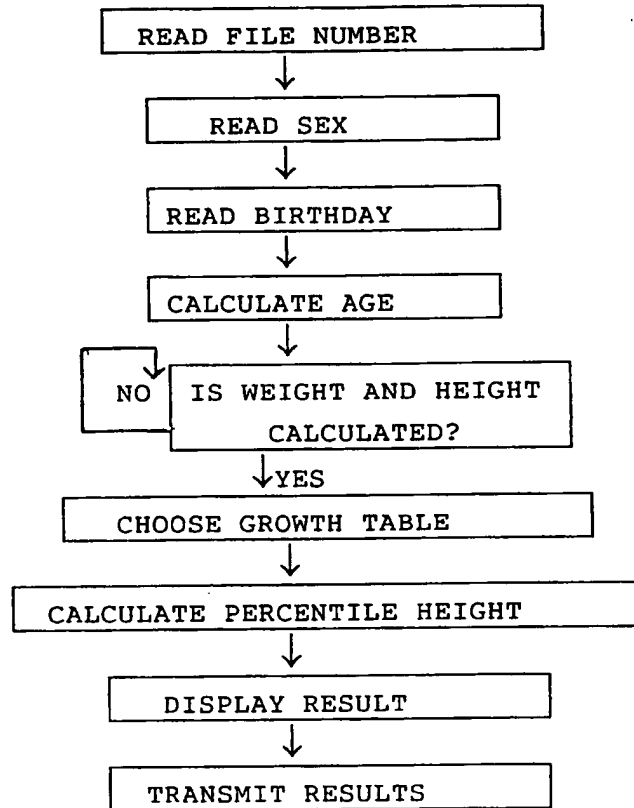 READ FILE NUMBER
READ SEX
READ BIRTHDAY
CALCULATE AGE
NO
IS WEIGHT AND HEIGHT
CALCULATED?
YES
CHOOSE GROWTH TABLE
CALCULATE PERCENTILE HEIGHT
DISPLAY RESULT
TRANSMIT RESULTS